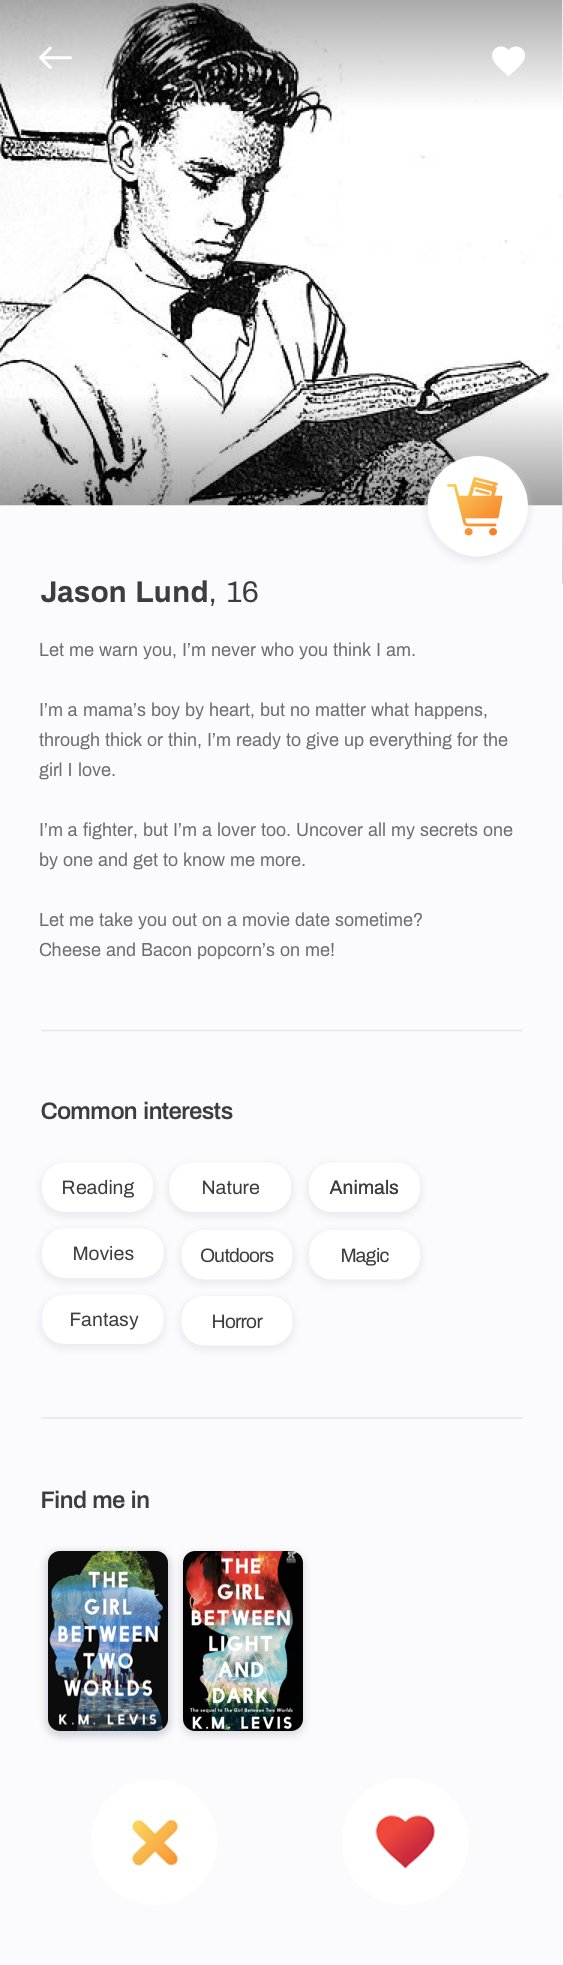 Jason Lund, 16
Let me warn you, I’m never who you think I am.
I’m a mama’s boy by heart, but no matter what happens,
through thick or thin, I’m ready to give up everything for the
girl I love.
I’m a fighter, but I’m a lover too. Uncover all my secrets one
by one and get to know me more.
Let me take you out on a movie date sometime?
Cheese and Bacon popcorn’s on me!
Common interests
Reading
Nature
Animals
Movies
Outdoors
Magic
Fantasy
Horror
Find me in
THE
GIRL
BETWEEN
TWO
WORLDS
K.M. LEVIS
THE
GIRL
BETWEEN
LIGHT
AND
DARK
The sequel to The Girl Between Two Worlds
K.M. LEVIS